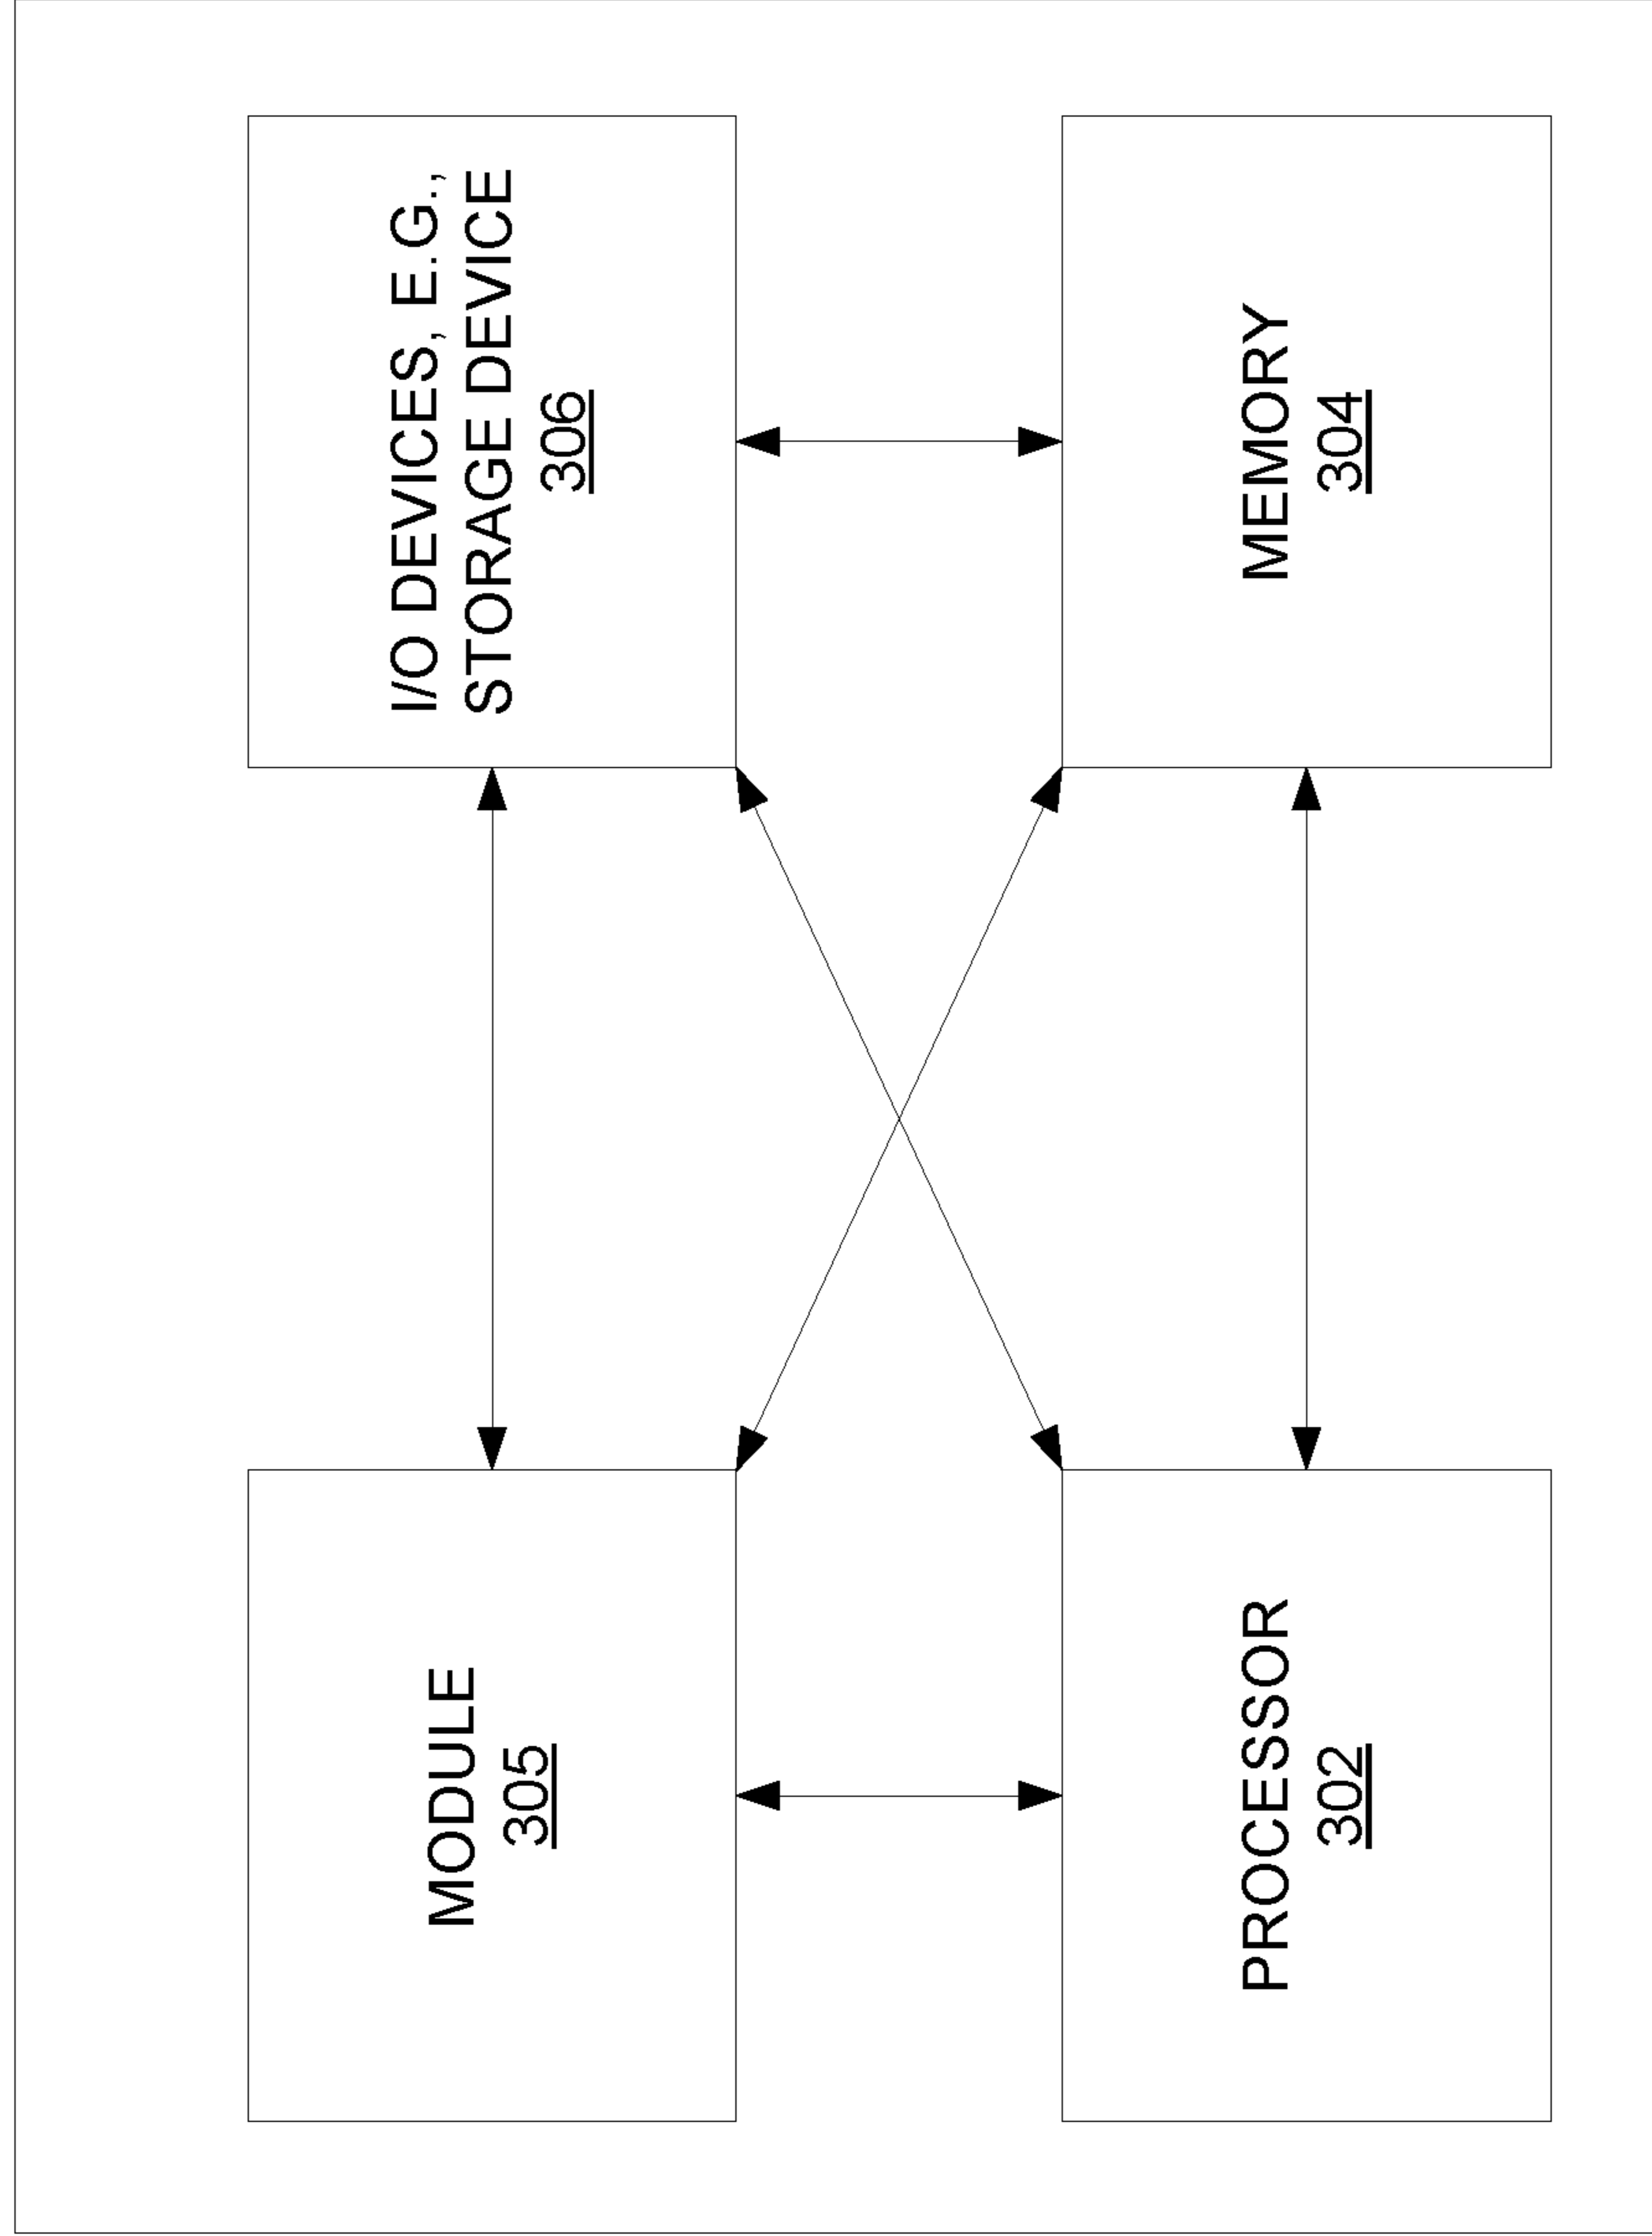 MODULE
305
I/O DEVICES, E.G.,
STORAGE DEVICE
306
PROCESSOR
302
MEMORY
304